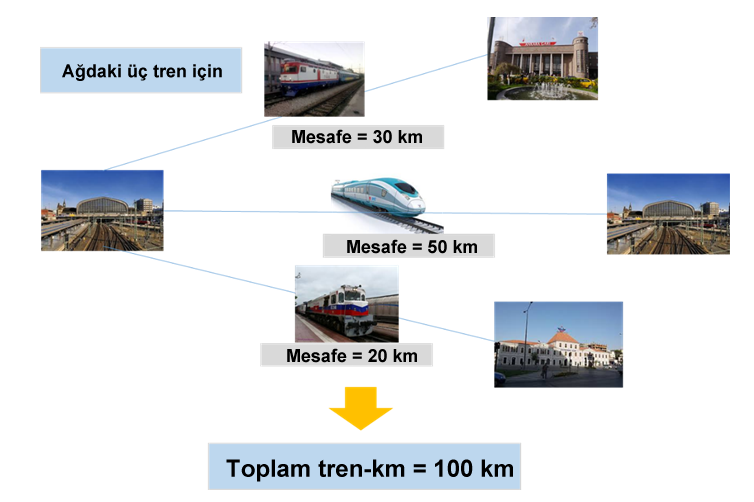 Ağdaki üç tren için
Mesafe = 30 km
Mesafe = 50 km
Mesafe = 20 km
Toplam tren-km = 100 km